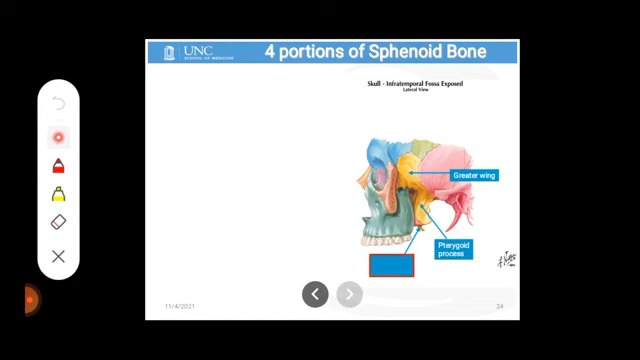 UNC
SCHOOL OF MEDICINE
4 portions of Sphenoid Bone
Skull - Infratemporal Fossa Exposed
Lateral View
Greater wing
Pterygoid
process
11/4/2021
24